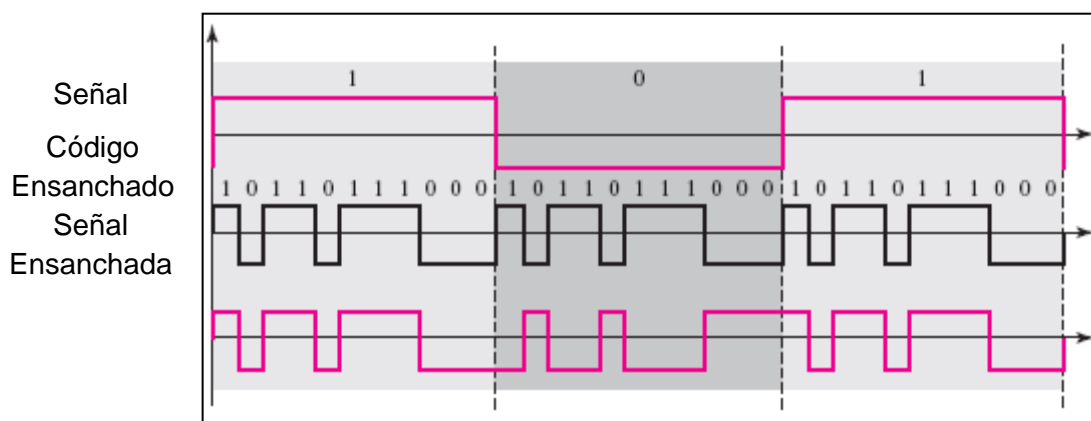 1 0 1
Señal
Código
Ensanchado
1 0 1 1 0 1 1 1 0 0 0 1 0 1 1 0 1 1 1 0 0 0 1 0 1 1 0 1 1 1 0 0 0
Señal
Ensanchada